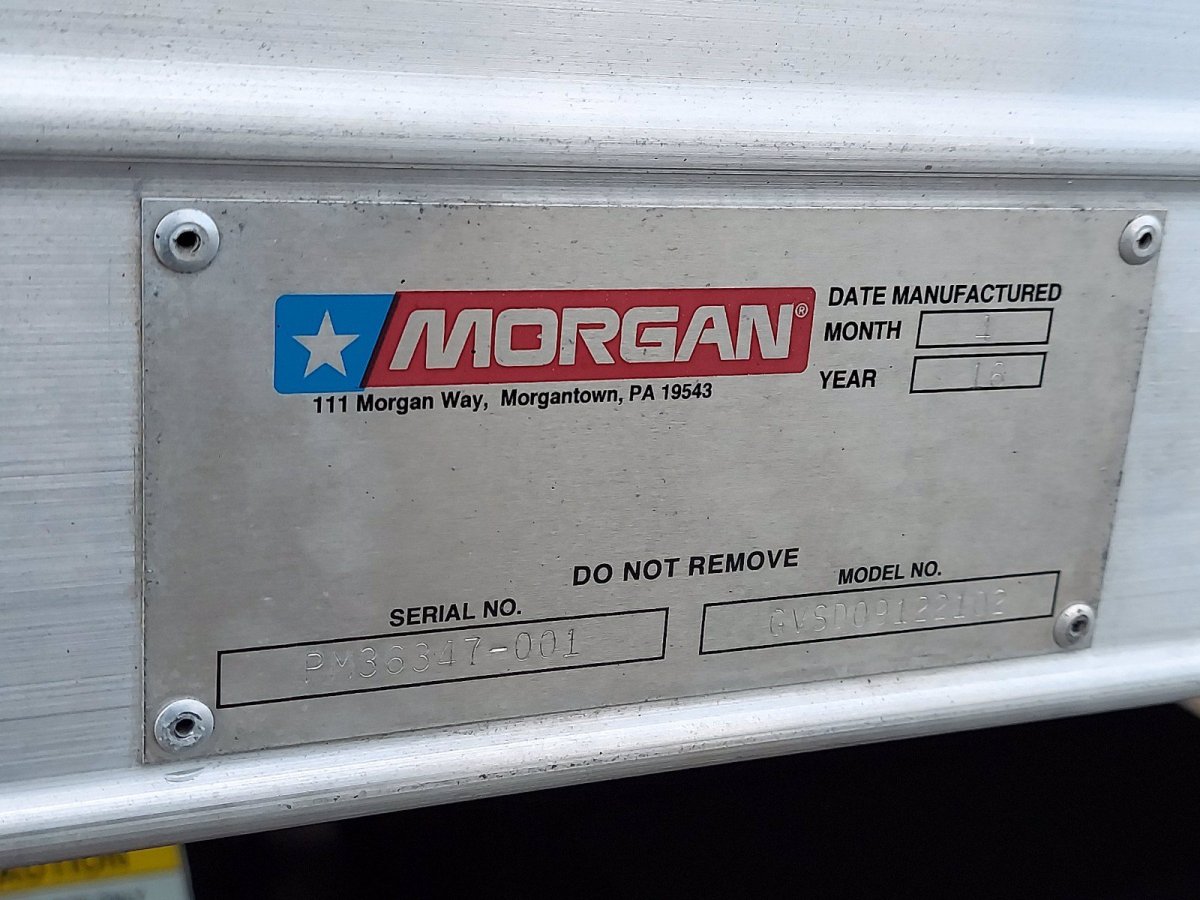 MORGAN®
111 Morgan Way, Morgantown, PA 19543
DATE MANUFACTURED
MONTH 1
YEAR 18
DO NOT REMOVE
SERIAL NO.
PM36347-001
MODEL NO.
GVSD09122102
CAUTION